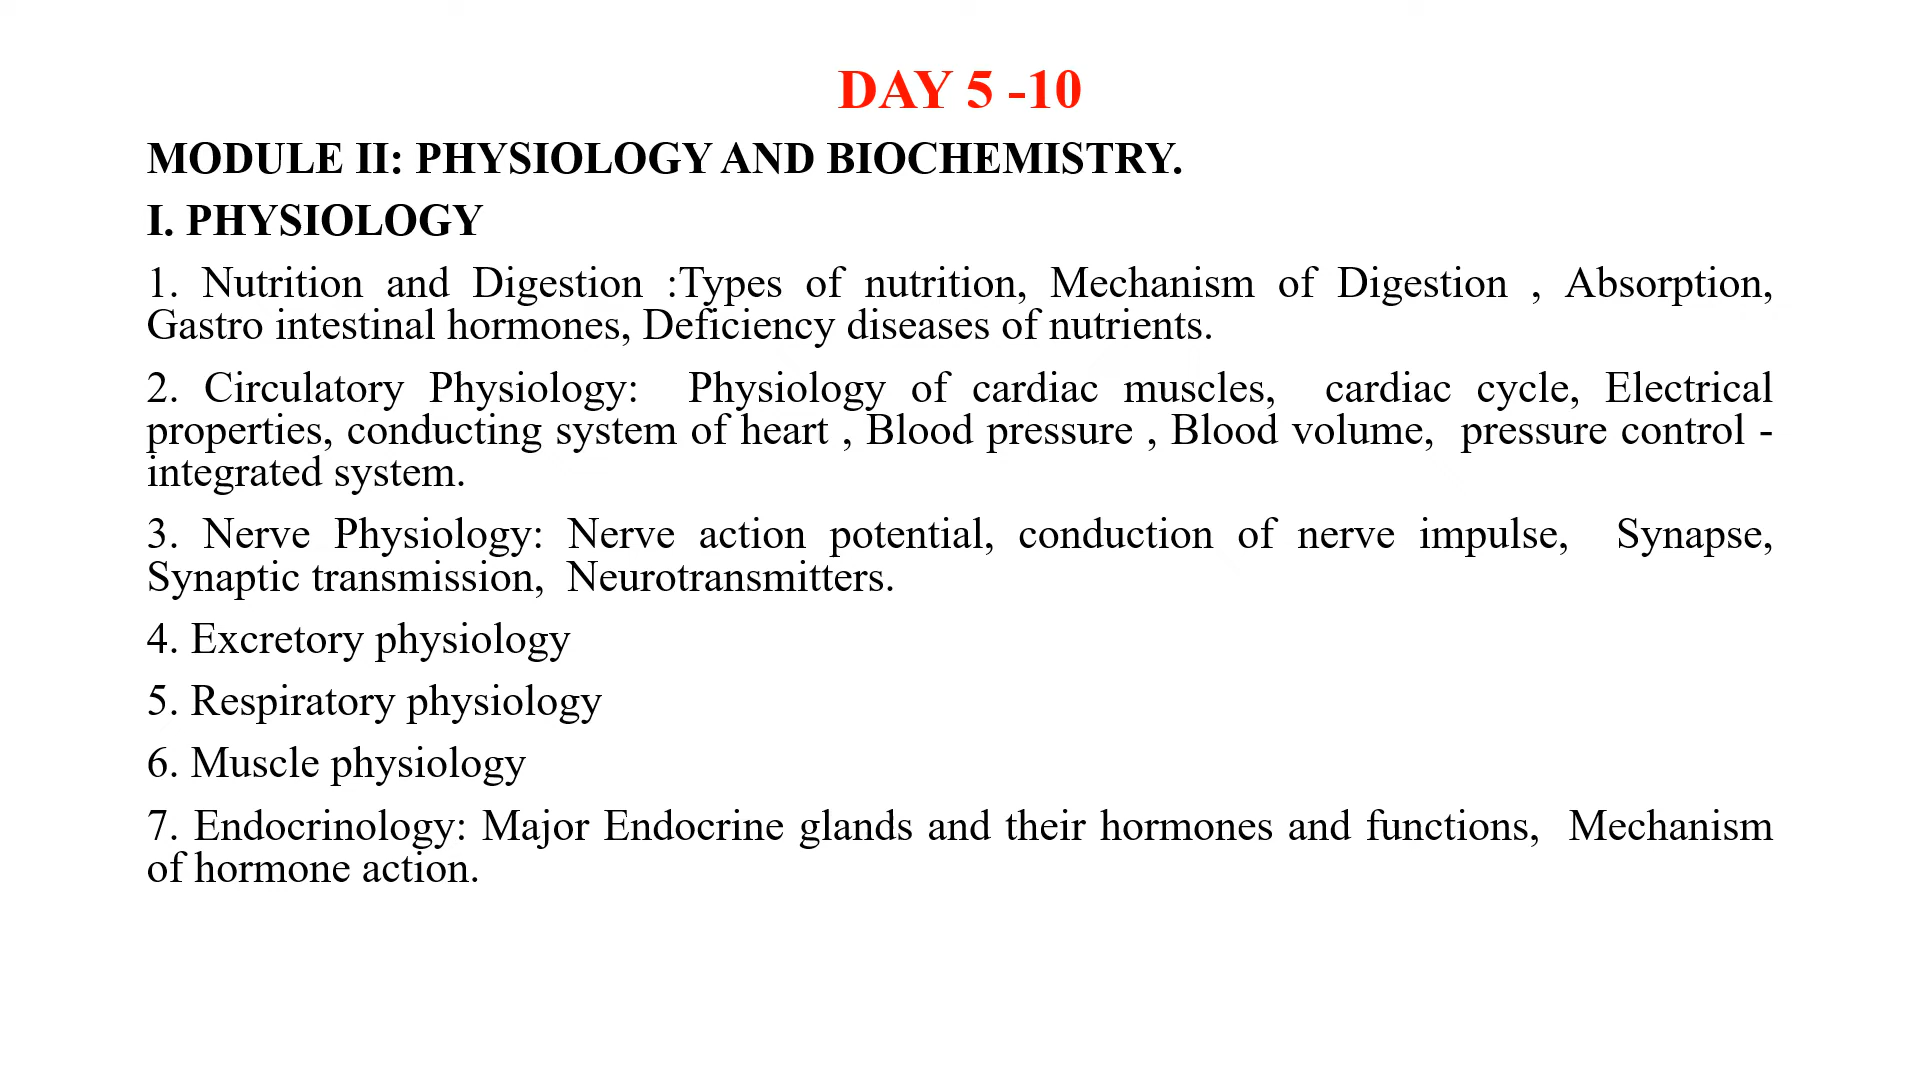 DAY 5 -10
MODULE II: PHYSIOLOGY AND BIOCHEMISTRY.
I. PHYSIOLOGY
1. Nutrition and Digestion :Types of nutrition, Mechanism of Digestion , Absorption,
Gastro intestinal hormones, Deficiency diseases of nutrients.
2. Circulatory Physiology:  Physiology of cardiac muscles,  cardiac cycle, Electrical
properties, conducting system of heart , Blood pressure , Blood volume,  pressure control -
integrated system.
3. Nerve Physiology: Nerve action potential, conduction of nerve impulse,  Synapse,
Synaptic transmission,  Neurotransmitters.
4. Excretory physiology
5. Respiratory physiology
6. Muscle physiology
7. Endocrinology: Major Endocrine glands and their hormones and functions,  Mechanism
of hormone action.